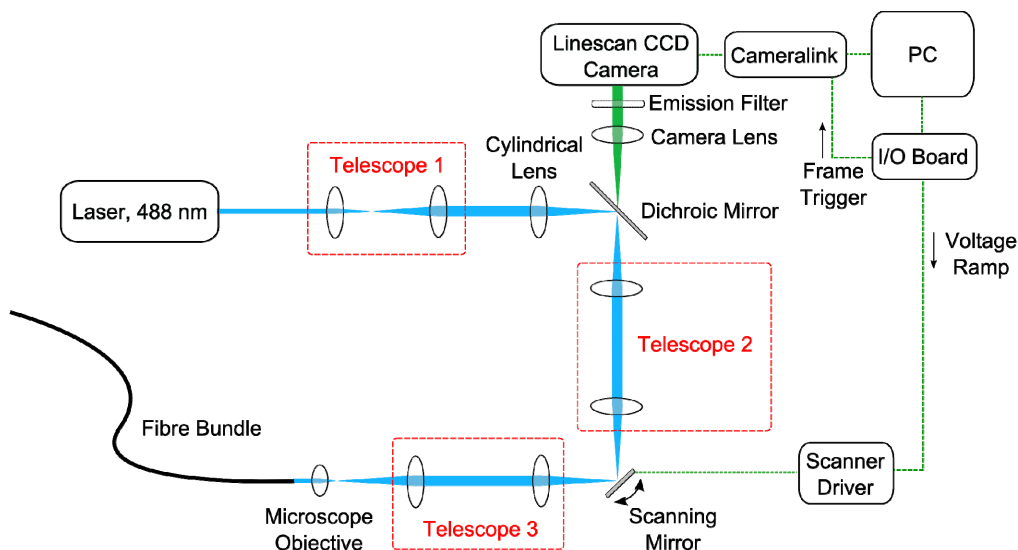 Linescan CCD
Camera
Cameralink
PC
Emission Filter
Camera Lens
Cylindrical
Lens
Telescope 1
Frame
Trigger
I/O Board
Laser, 488 nm
Dichroic Mirror
Voltage
Ramp
Telescope 2
Fibre Bundle
Scanner
Driver
Microscope
Objective
Telescope 3
Scanning
Mirror